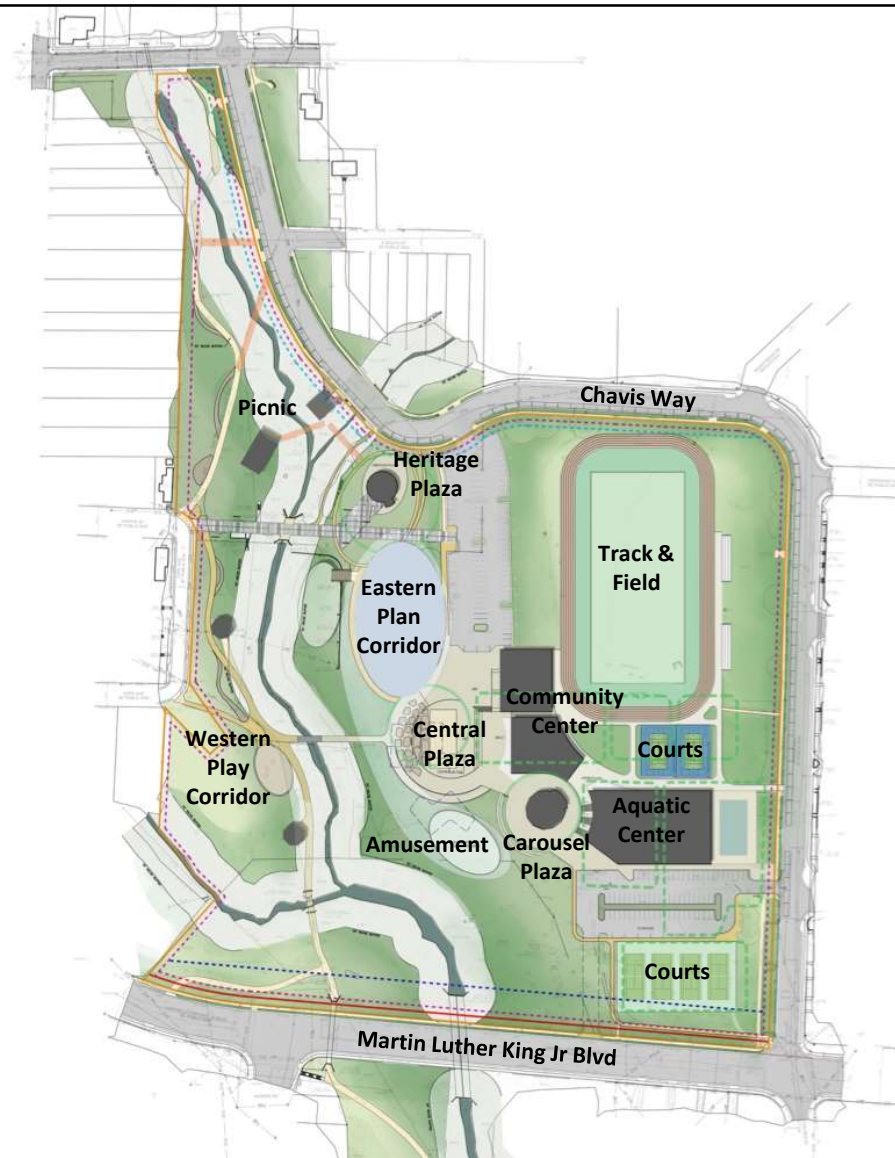 Chavis Way
Picnic
Heritage
Plaza
Track &
Field
Eastern
Plan
Corridor
Community
Center
Central
Plaza
Western
Play
Corridor
Courts
Aquatic
Center
Amusement
Carousel
Plaza
Courts
Martin Luther King Jr Blvd